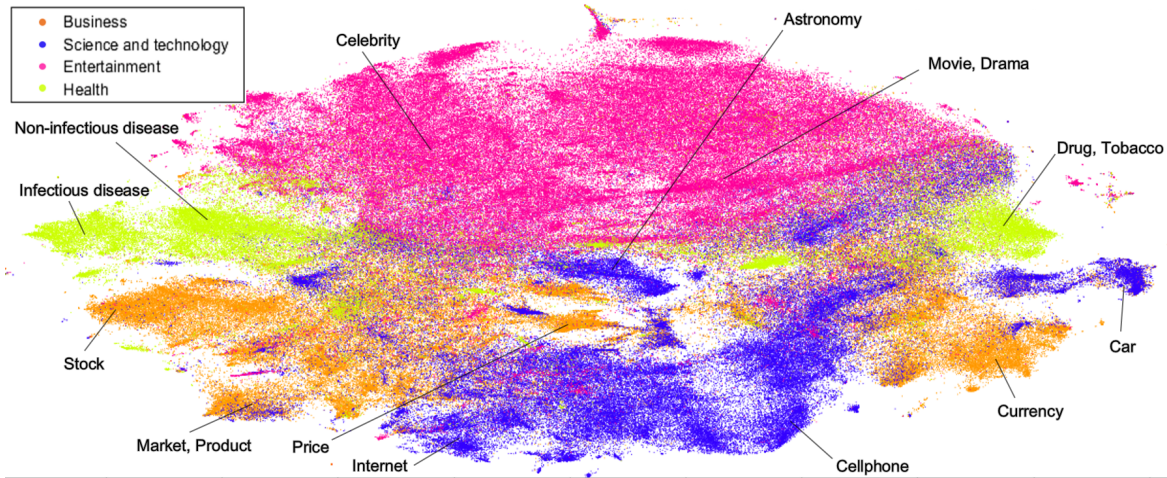 Business
Science and technology
Entertainment
Health
Astronomy
Celebrity
Movie, Drama
Non-infectious disease
Drug, Tobacco
Infectious disease
Stock
Car
Currency
Market, Product
Price
Internet
Cellphone